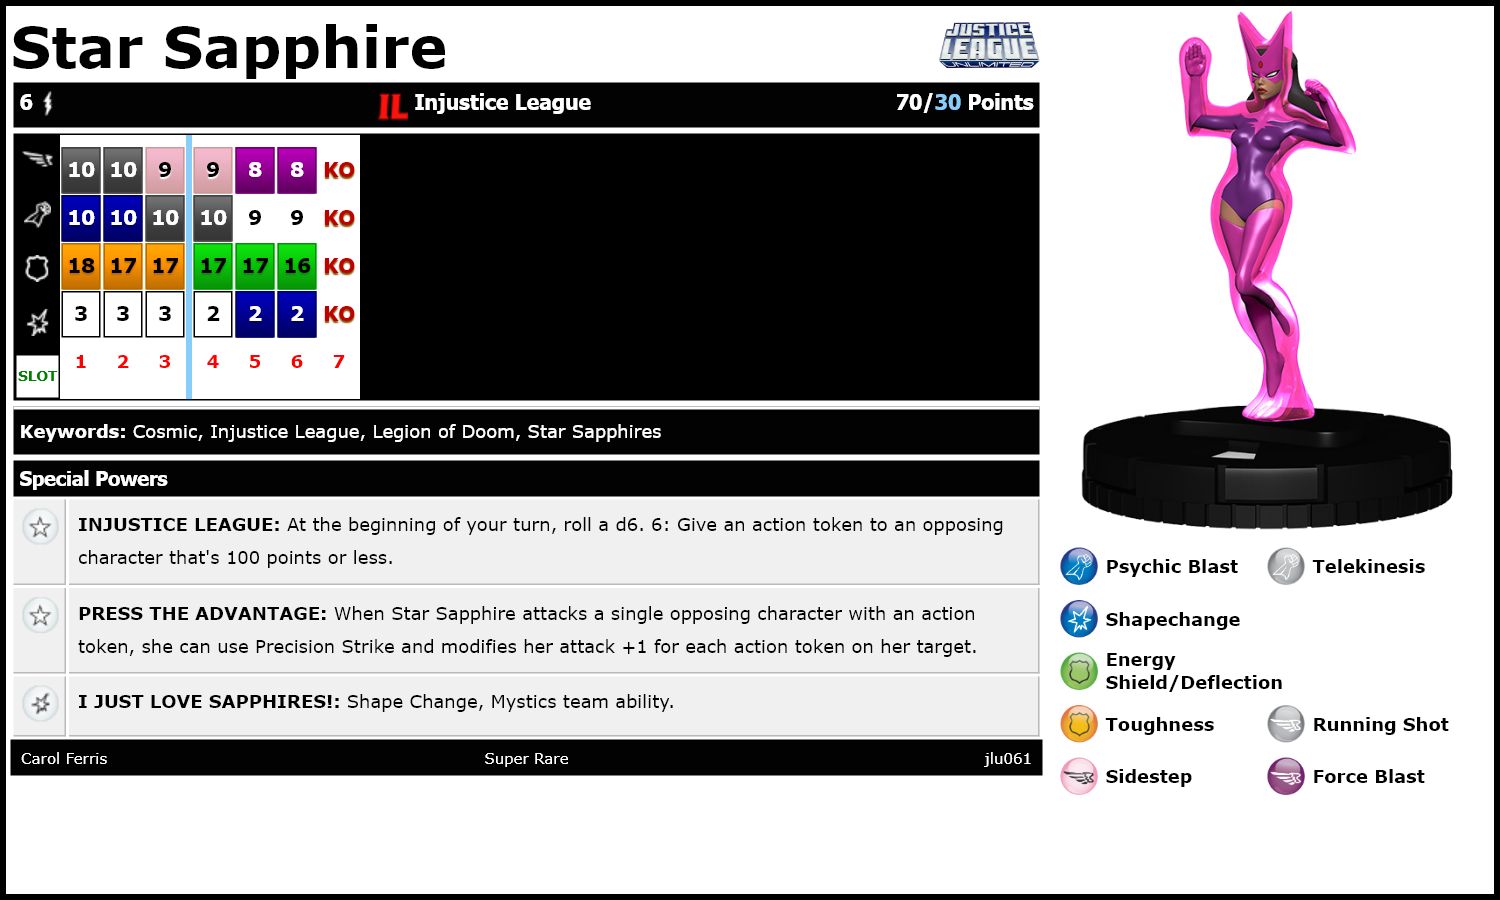 Star Sapphire
JUSTICE
LEAGUE
UNLIMITED
6 IL Injustice League 70/30 Points
10 10 9 9 8 8 KO
10 10 10 10 9 9 KO
18 17 17 17 17 16 KO
3 3 3 2 2 2 KO
SLOT 1 2 3 4 5 6 7
Keywords: Cosmic, Injustice League, Legion of Doom, Star Sapphires
Special Powers
INJUSTICE LEAGUE: At the beginning of your turn, roll a d6. 6: Give an action token to an opposing
character that's 100 points or less.
PRESS THE ADVANTAGE: When Star Sapphire attacks a single opposing character with an action
token, she can use Precision Strike and modifies her attack +1 for each action token on her target.
I JUST LOVE SAPPHIRES!: Shape Change, Mystics team ability.
Carol Ferris Super Rare jlu061
Psychic Blast Telekinesis
Shapechange
Energy
Shield/Deflection
Toughness Running Shot
Sidestep Force Blast